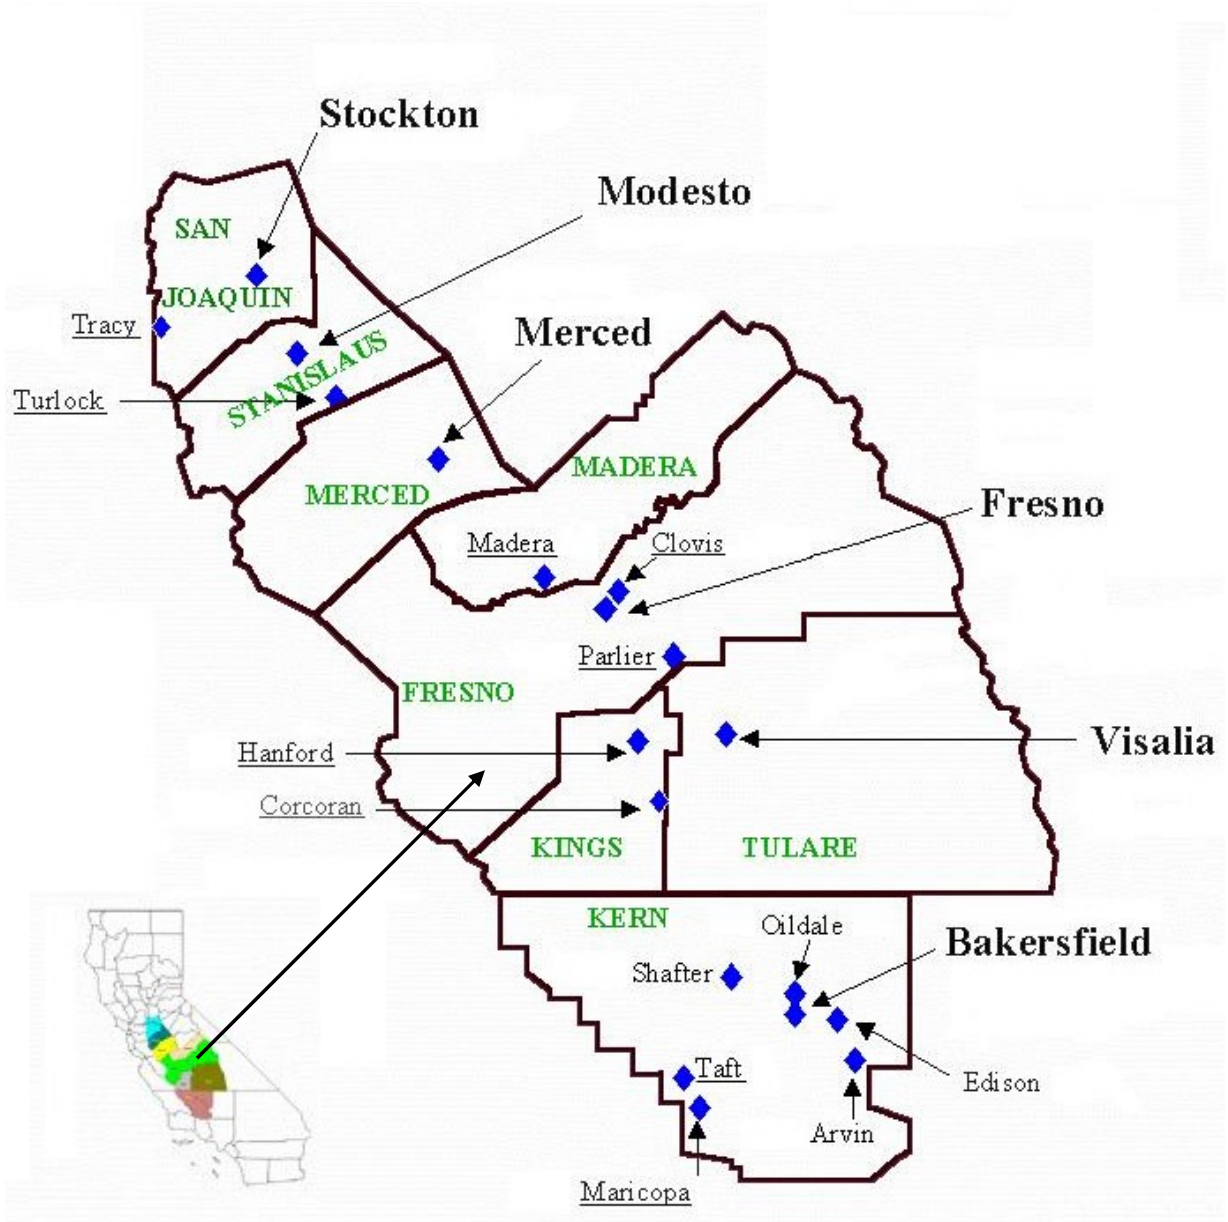 Stockton
Modesto
SAN
JOAQUIN
Tracy
Merced
STANISLAUS
Turlock
MADERA
MERCED
Fresno
Madera
Clovis
Parlier
FRESNO
Hanford
Visalia
Corcoran
KINGS
TULARE
KERN
Oildale
Bakersfield
Shafter
Taft
Edison
Arvin
Maricopa